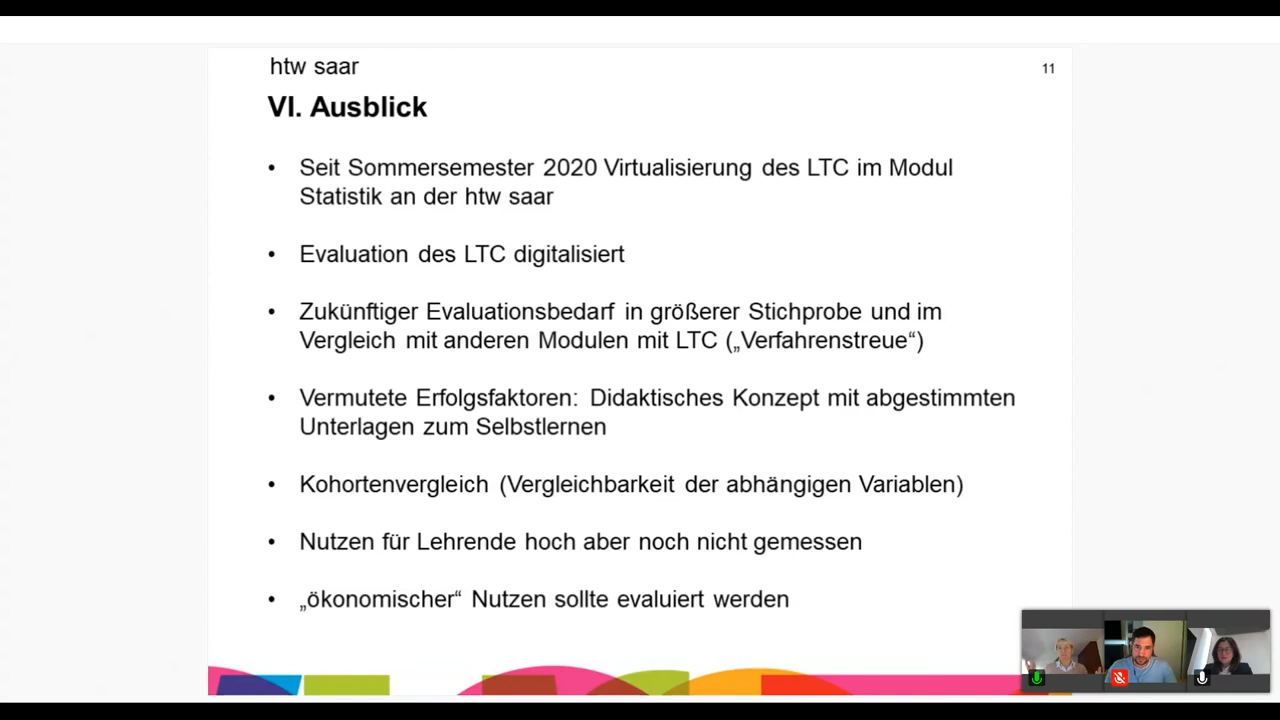 htw saar
11
VI. Ausblick
• Seit Sommersemester 2020 Virtualisierung des LTC im Modul
Statistik an der htw saar
• Evaluation des LTC digitalisiert
• Zukünftiger Evaluationsbedarf in größerer Stichprobe und im
Vergleich mit anderen Modulen mit LTC („Verfahrenstreue“)
• Vermutete Erfolgsfaktoren: Didaktisches Konzept mit abgestimmten
Unterlagen zum Selbstlernen
• Kohortenvergleich (Vergleichbarkeit der abhängigen Variablen)
• Nutzen für Lehrende hoch aber noch nicht gemessen
• „ökonomischer“ Nutzen sollte evaluiert werden